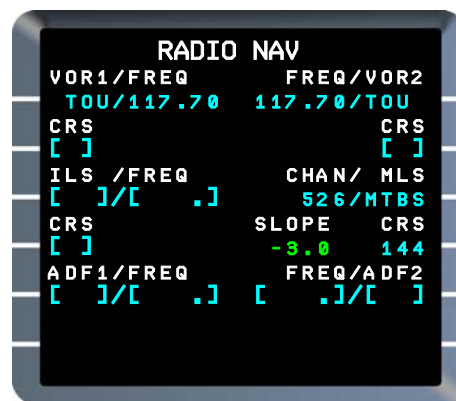 RADIO NAV
VOR1/FREQ FREQ/VOR2
TOU/117.70 117.70/TOU
CRS CRS
[ ] [ ]
ILS /FREQ CHAN/ MLS
[ ]/[ .] 526/MTBS
CRS SLOPE CRS
[ ] -3.0 144
ADF1/FREQ FREQ/ADF2
[ ]/[ .] [ .]/[ ]